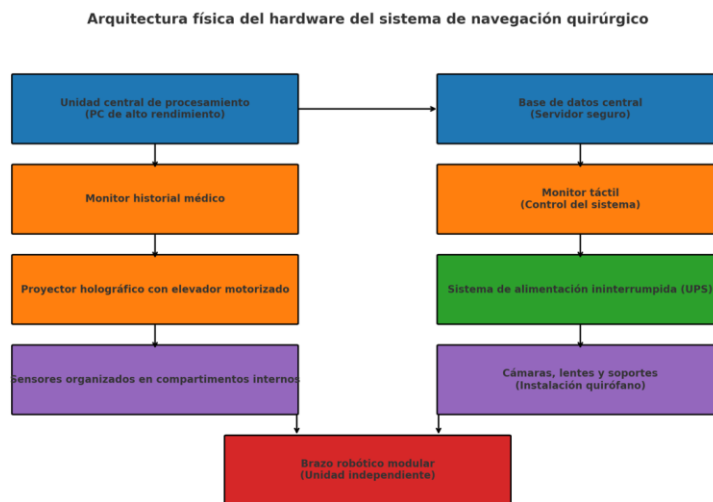 Arquitectura física del hardware del sistema de navegación quirúrgico
Unidad central de procesamiento
(PC de alto rendimiento)
Base de datos central
(Servidor seguro)
Monitor historial médico
Monitor táctil
(Control del sistema)
Proyector holográfico con elevador motorizado
Sistema de alimentación ininterrumpida (UPS)
Sensores organizados en compartimentos internos
Cámaras, lentes y soportes
(Instalación quirófano)
Brazo robótico modular
(Unidad independiente)